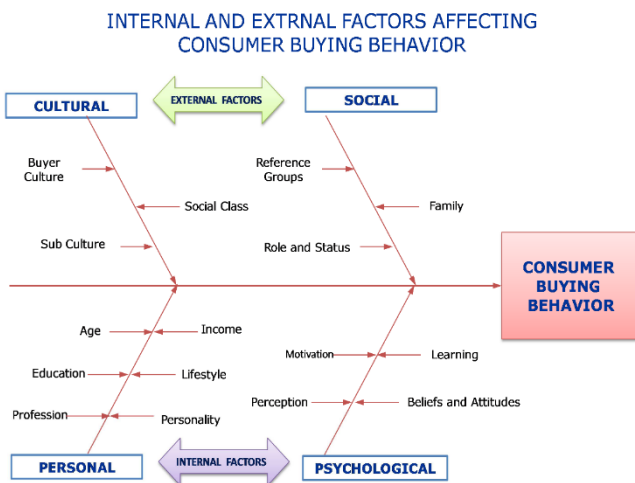 INTERNAL AND EXTRNAL FACTORS AFFECTING
CONSUMER BUYING BEHAVIOR
CULTURAL
EXTERNAL FACTORS
SOCIAL
Buyer
Culture
Social Class
Sub Culture
Reference
Groups
Family
Role and Status
CONSUMER
BUYING
BEHAVIOR
Age
Income
Education
Lifestyle
Profession
Personality
Motivation
Learning
Perception
Beliefs and Attitudes
PERSONAL
INTERNAL FACTORS
PSYCHOLOGICAL